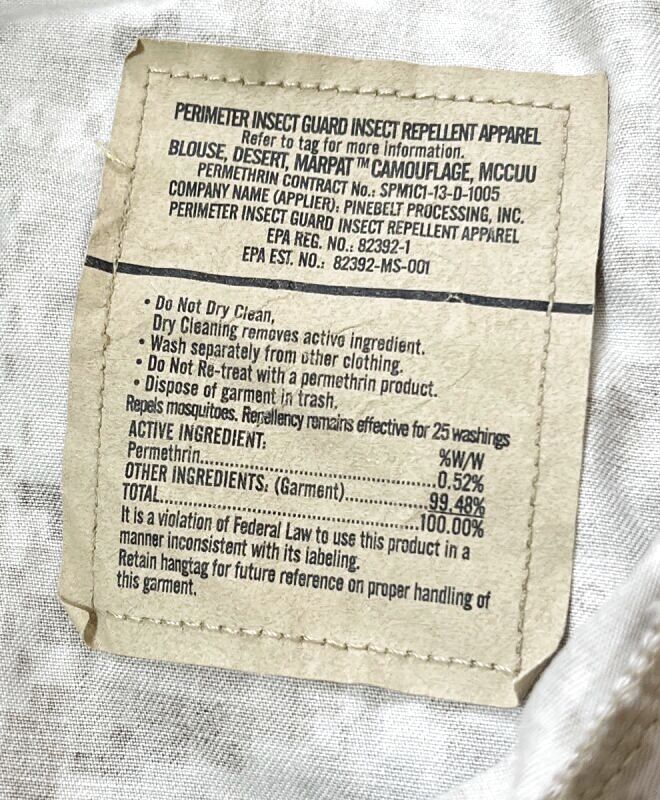 PERIMETER INSECT GUARD INSECT REPELLENT APPAREL
Refer to tag for more information.
BLOUSE, DESERT, MARPAT™ CAMOUFLAGE, MCCUU
PERMETHRIN CONTRACT No.: SPM1C1-13-D-1005
COMPANY NAME (APPLIER): PINEBELT PROCESSING, INC.
PERIMETER INSECT GUARD INSECT REPELLENT APPAREL
EPA REG. NO.: 82392-1
EPA EST. NO.: 82392-MS-001
• Do Not Dry Clean,
Dry Cleaning removes active ingredient.
• Wash separately from other clothing.
• Do Not Re-treat with a permethrin product.
• Dispose of garment in trash.
Repels mosquitoes. Repellency remains effective for 25 washings
ACTIVE INGREDIENT: %W/W
Permethrin..............................0.52%
OTHER INGREDIENTS: (Garment)...............99.48%
TOTAL...................................100.00%
It is a violation of Federal Law to use this product in a
manner inconsistent with its labeling.
Retain hangtag for future reference on proper handling of
this garment.